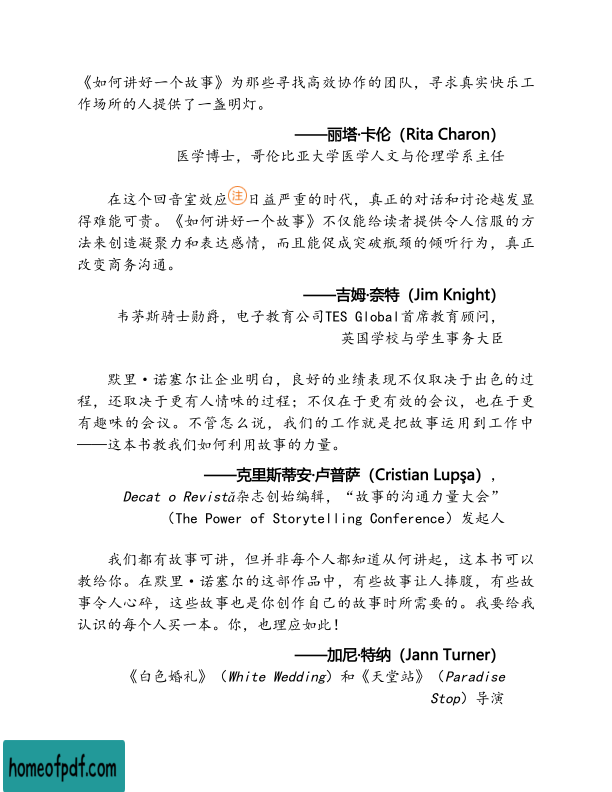 《如何讲好一个故事》为那些寻找高效协作的团队，寻求真实快乐工
作场所的人提供了一盏明灯。
——丽塔·卡伦（Rita Charon）
医学博士，哥伦比亚大学医学人文与伦理学系主任
在这个回音室效应注日益严重的时代，真正的对话和讨论越发显
得难能可贵。《如何讲好一个故事》不仅能给读者提供令人信服的方
法来创造凝聚力和表达感情，而且能促成突破瓶颈的倾听行为，真正
改变商务沟通。
——吉姆·奈特（Jim Knight）
韦茅斯骑士勋爵，电子教育公司TES Global首席教育顾问，
英国学校与学生事务大臣
默里·诺塞尔让企业明白，良好的业绩表现不仅取决于出色的过
程，还取决于更有人情味的过程；不仅在于更有效的会议，也在于更
有趣味的会议。不管怎么说，我们的工作就是把故事运用到工作中
——这本书教我们如何利用故事的力量。
——克里斯蒂安·卢普萨（Cristian Lupşa），
Decat o Revistă杂志创始编辑，“故事的沟通力量大会”
（The Power of Storytelling Conference）发起人
我们都有故事可讲，但并非每个人都知道从何讲起，这本书可以
教给你。在默里·诺塞尔的这部作品中，有些故事让人捧腹，有些故
事令人心碎，这些故事也是你创作自己的故事时所需要的。我要给我
认识的每个人买一本。你，也理应如此！
——加尼·特纳（Jann Turner）
《白色婚礼》（White Wedding）和《天堂站》（Paradise
Stop）导演
homeofpdf.com